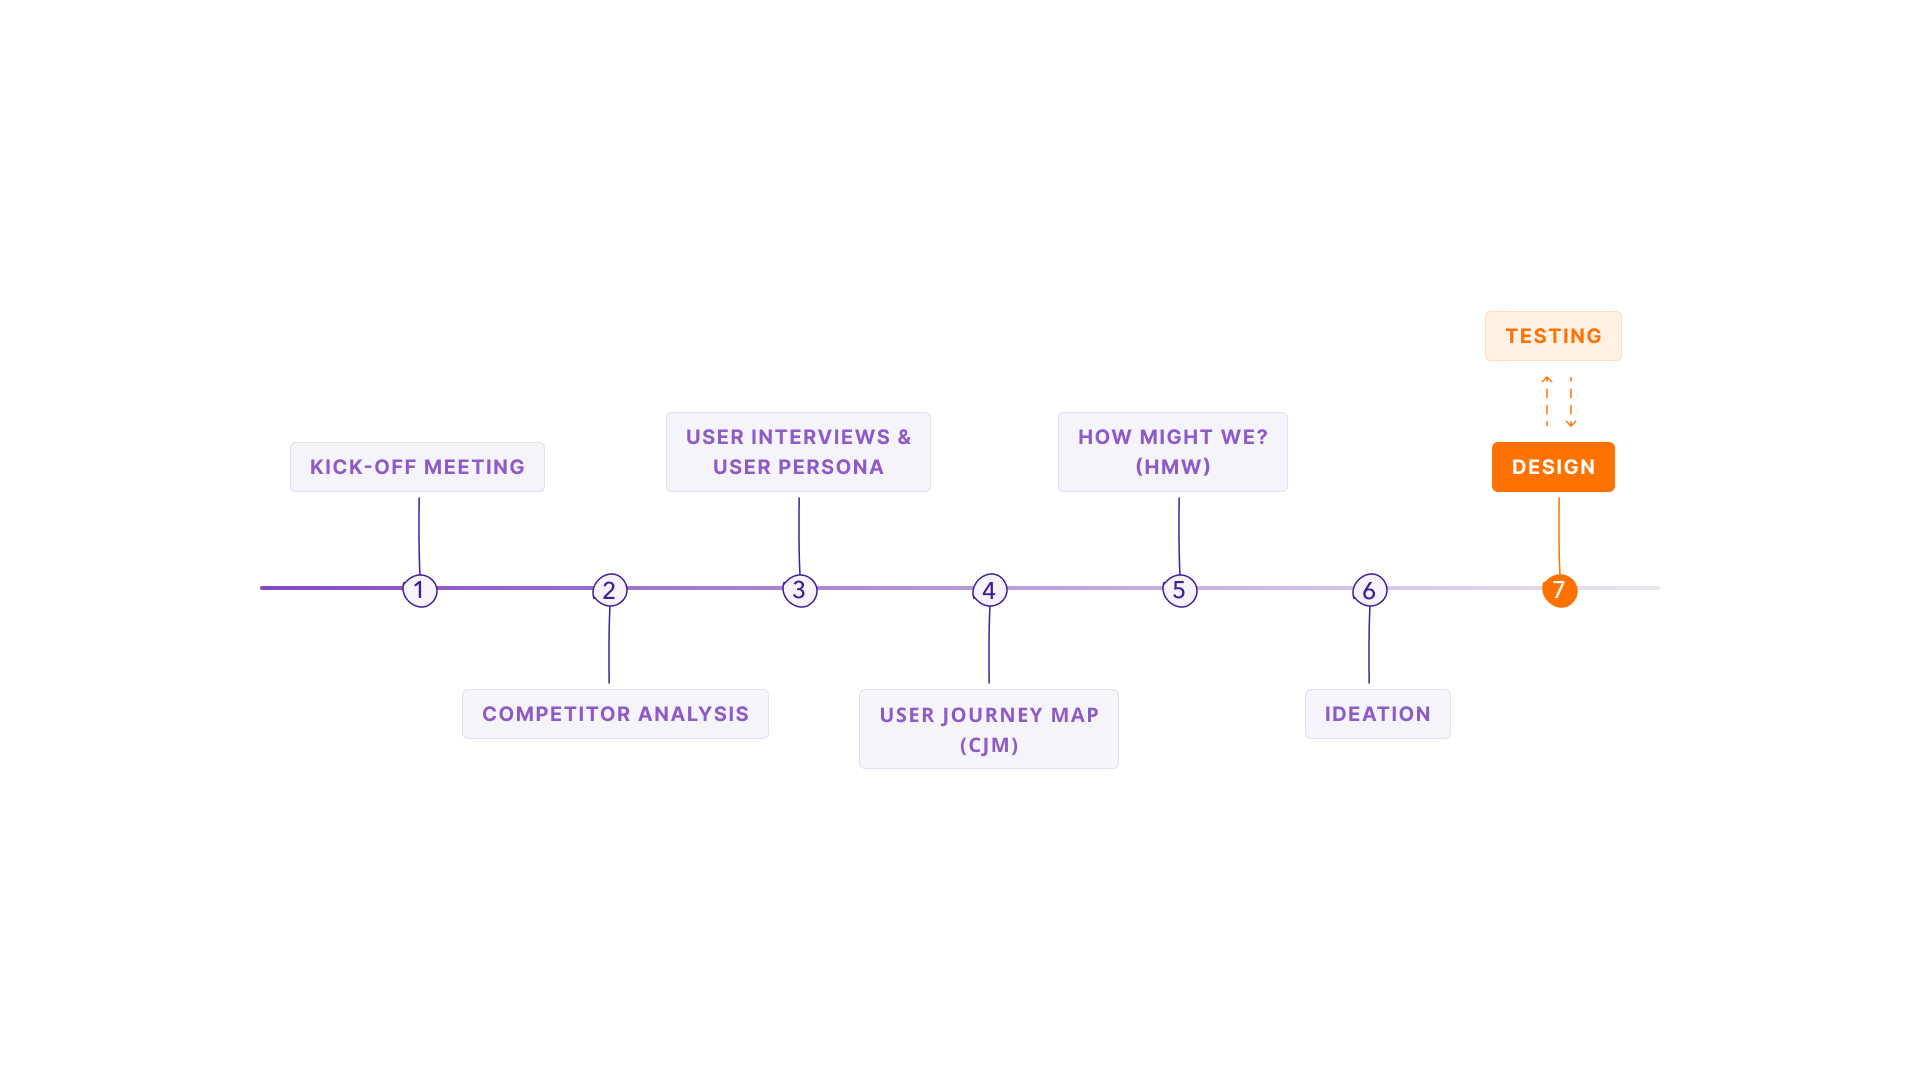 TESTING
DESIGN
KICK-OFF MEETING
USER INTERVIEWS &
USER PERSONA
HOW MIGHT WE?
(HMW)
1
2
3
4
5
6
7
COMPETITOR ANALYSIS
USER JOURNEY MAP
(CJM)
IDEATION